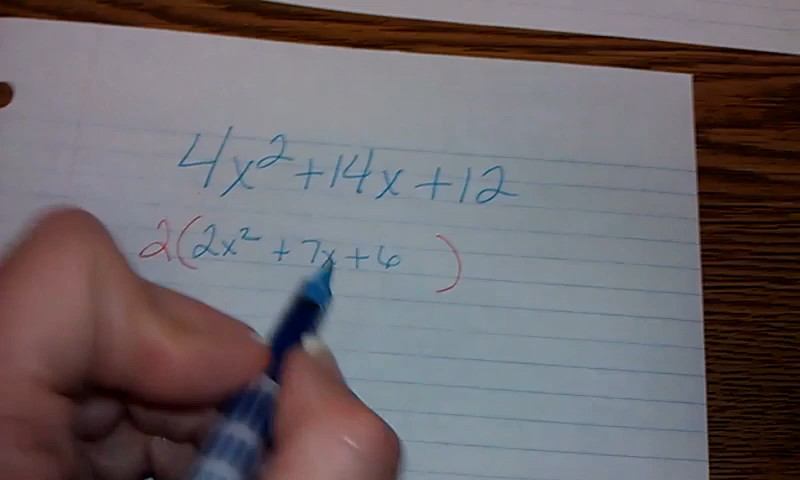 4x² + 14x + 12
2(2x² + 7x + 6)